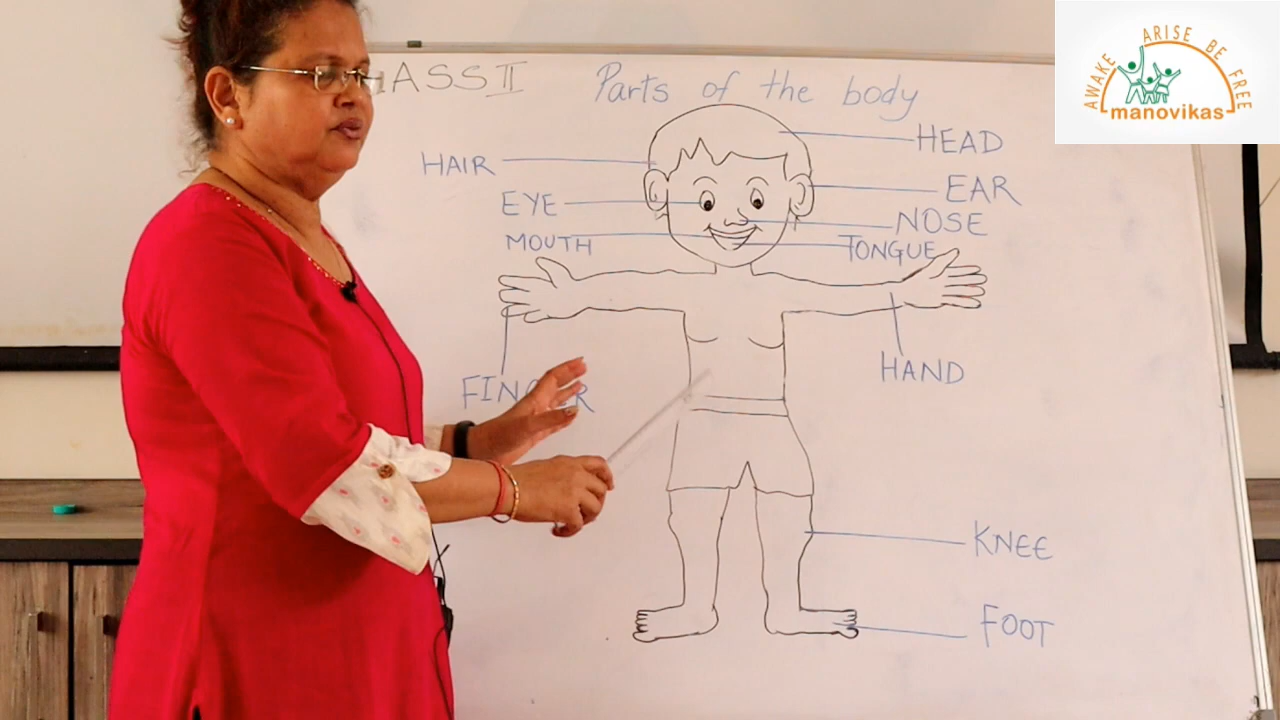 ASS II
Parts of the body
HAIR
HEAD
EYE
EAR
NOSE
MOUTH
TONGUE
HAND
KNEE
FOOT
AWAKE ARISE BE FREE
manovikas